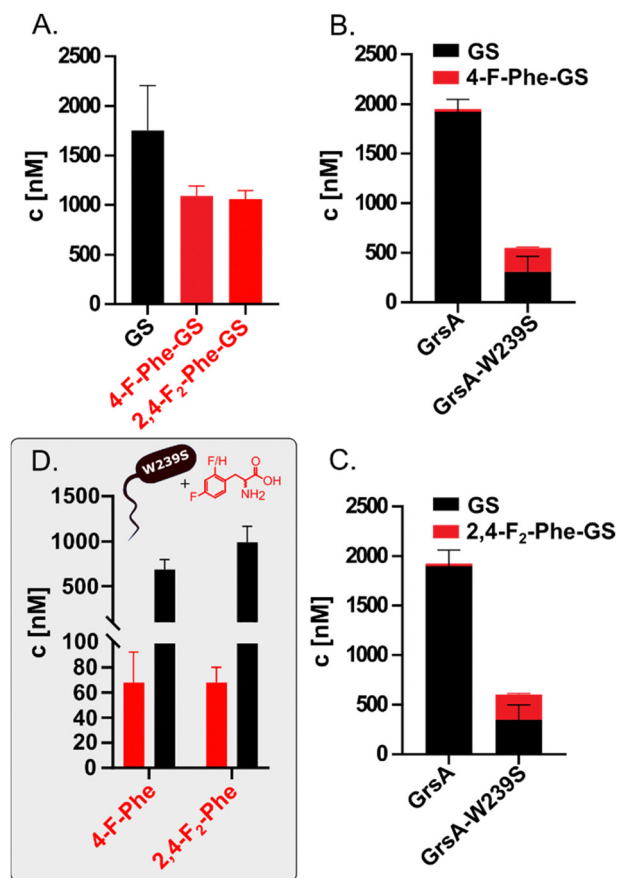 A.
c [nM]
2500
2000
1500
1000
500
0
GS
4-F-Phe-GS
2,4-F₂-Phe-GS
B.
GS
4-F-Phe-GS
c [nM]
2500
2000
1500
1000
500
0
GrsA
GrsA-W239S
D.
W239S
+
F/H
F
O
OH
NH₂
c [nM]
1500
1000
500
100
80
60
40
20
0
4-F-Phe
2,4-F₂-Phe
C.
GS
2,4-F₂-Phe-GS
c [nM]
2500
2000
1500
1000
500
0
GrsA
GrsA-W239S